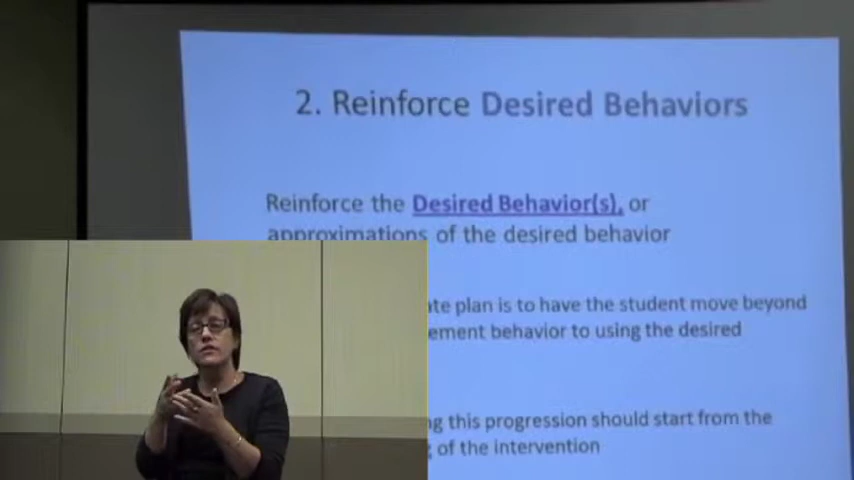 2. Reinforce Desired Behaviors
Reinforce the Desired Behavior(s), or
approximations of the desired behavior
ate plan is to have the student move beyond
ement behavior to using the desired
g this progression should start from the
of the intervention